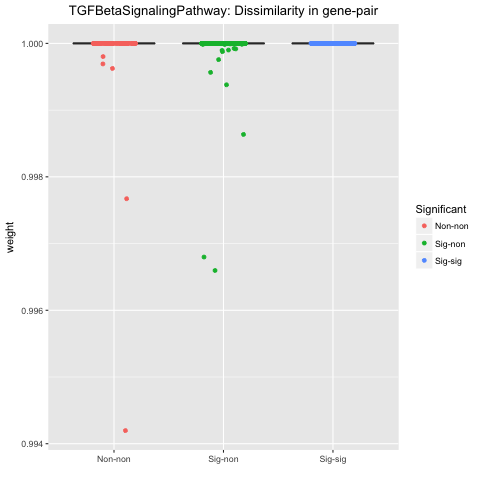 TGFBetaSignalingPathway: Dissimilarity in gene-pair
1.000
0.998
0.996
0.994
weight
Non-non
Sig-non
Sig-sig
Significant
Non-non
Sig-non
Sig-sig